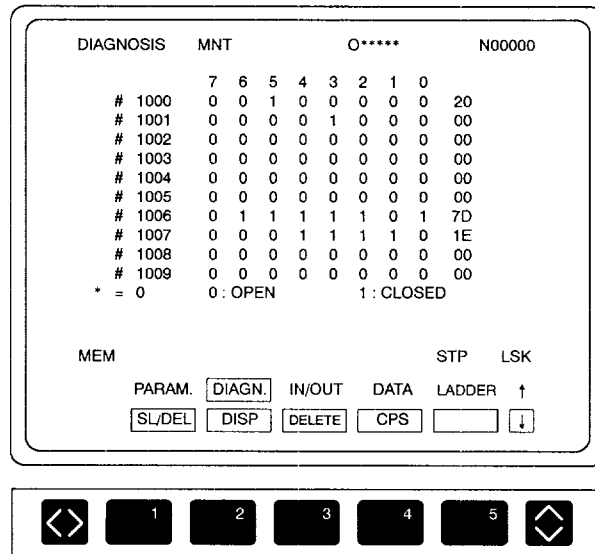 DIAGNOSIS MNT O***** N00000
7 6 5 4 3 2 1 0
# 1000 0 0 1 0 0 0 0 0 20
# 1001 0 0 0 0 1 0 0 0 00
# 1002 0 0 0 0 0 0 0 0 00
# 1003 0 0 0 0 0 0 0 0 00
# 1004 0 0 0 0 0 0 0 0 00
# 1005 0 0 0 0 0 0 0 0 00
# 1006 0 1 1 1 1 1 0 1 7D
# 1007 0 0 0 1 1 1 1 0 1E
# 1008 0 0 0 0 0 0 0 0 00
# 1009 0 0 0 0 0 0 0 0 00
* = 0 0 : OPEN 1 : CLOSED
MEM STP LSK
PARAM. DIAGN. IN/OUT DATA LADDER ↑
SL/DEL DISP DELETE CPS ↓
1 2 3 4 5